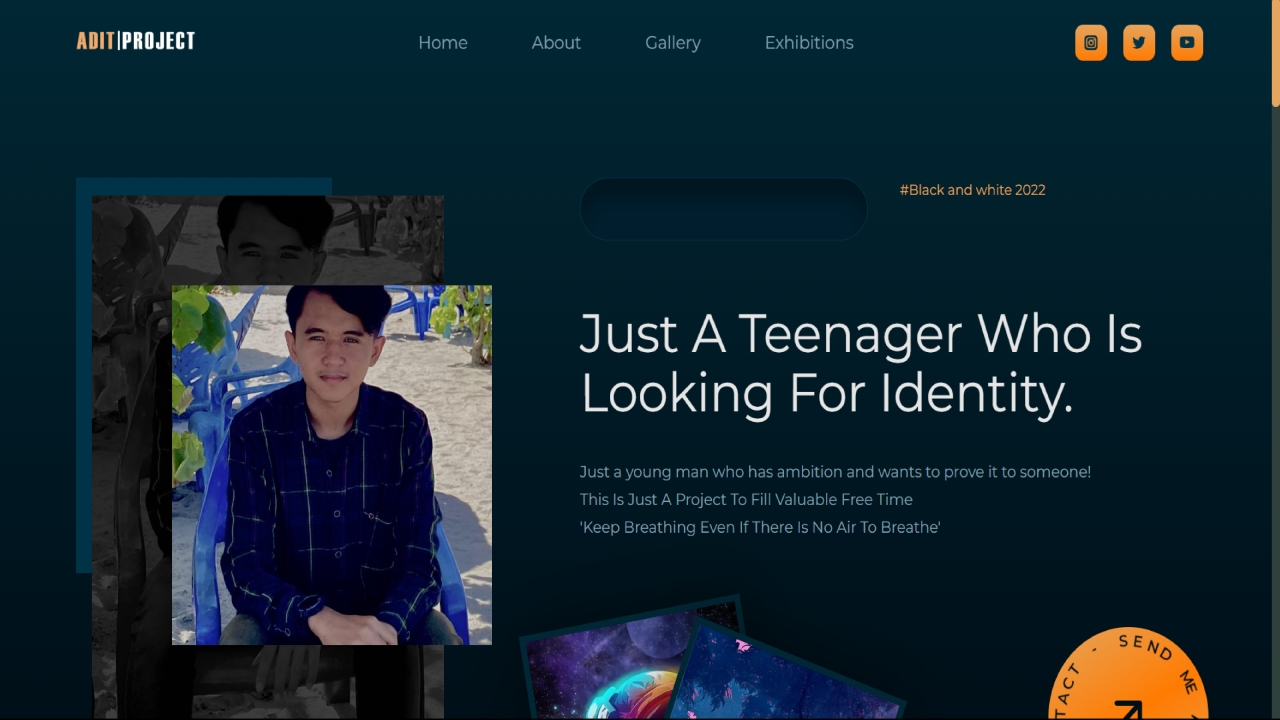 ADIT|PROJECT
Home
About
Gallery
Exhibitions
#Black and white 2022
Just A Teenager Who Is
Looking For Identity.
Just a young man who has ambition and wants to prove it to someone!
This Is Just A Project To Fill Valuable Free Time
'Keep Breathing Even If There Is No Air To Breathe'
TACT - SEND ME